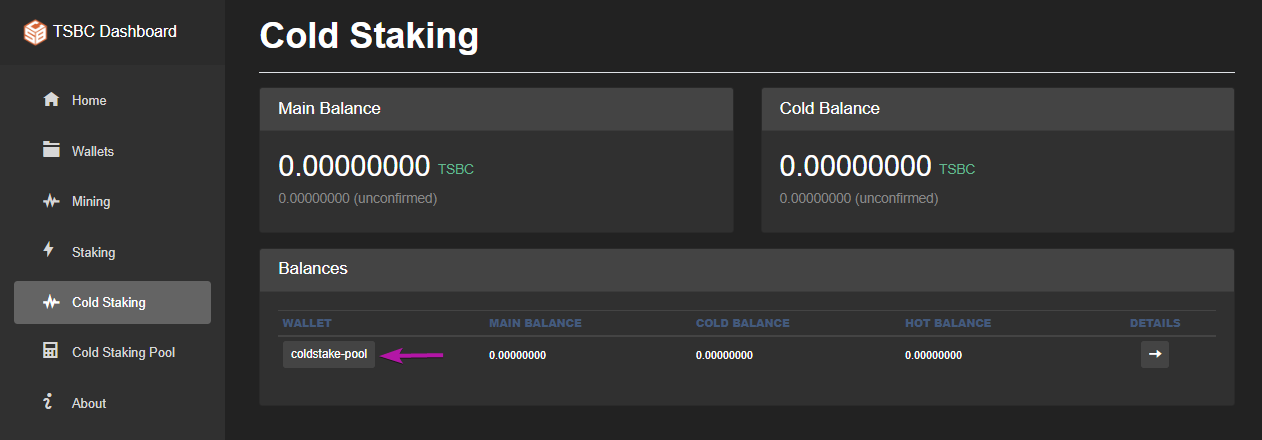 TSBC Dashboard
Home
Wallets
Mining
Staking
Cold Staking
Cold Staking Pool
About
Cold Staking
Main Balance
0.00000000 TSBC
0.00000000 (unconfirmed)
Cold Balance
0.00000000 TSBC
0.00000000 (unconfirmed)
Balances
WALLET MAIN BALANCE COLD BALANCE HOT BALANCE DETAILS
coldstake-pool 0.00000000 0.00000000 0.00000000